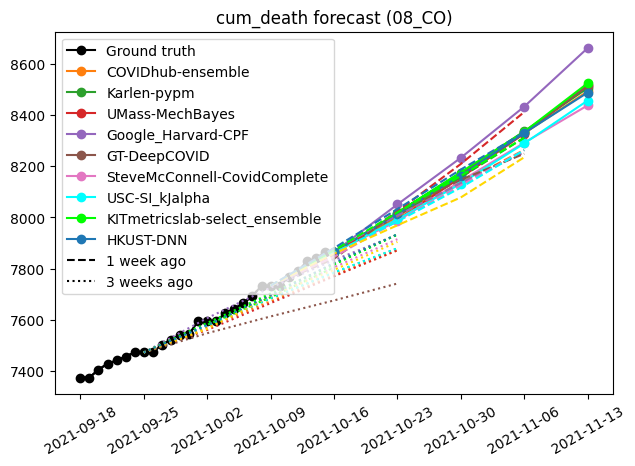 cum_death forecast (08_CO)
8600
8400
8200
8000
7800
7600
7400
Ground truth
COVIDhub-ensemble
Karlen-pypm
UMass-MechBayes
Google_Harvard-CPF
GT-DeepCOVID
SteveMcConnell-CovidComplete
USC-SI_kJalpha
KITmetricslab-select_ensemble
HKUST-DNN
1 week ago
3 weeks ago
2021-09-18
2021-09-25
2021-10-02
2021-10-09
2021-10-16
2021-10-23
2021-10-30
2021-11-06
2021-11-13